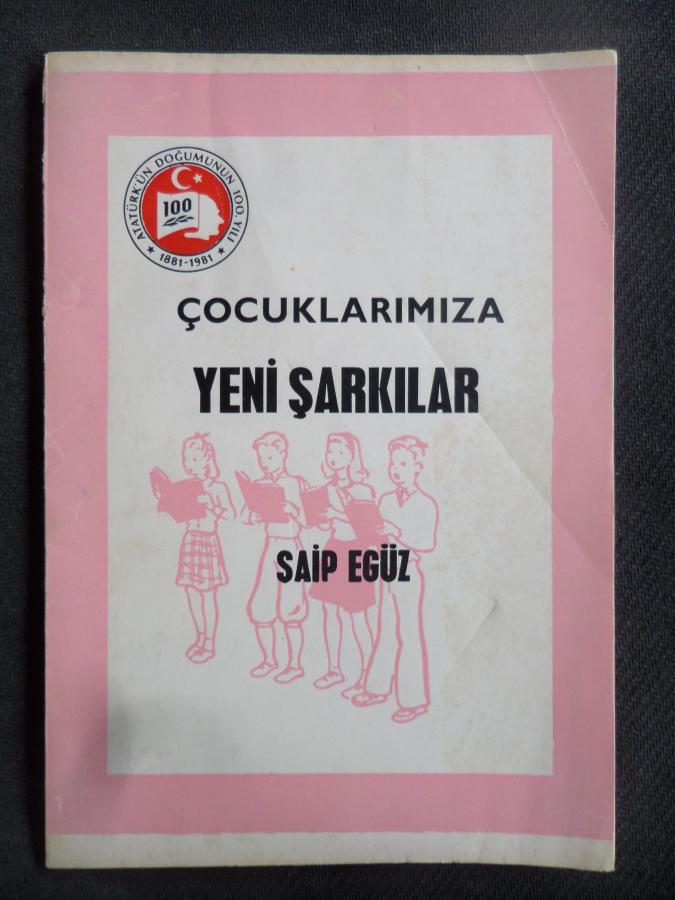 ATATÜRK'ÜN DOĞUMUNUN 100. YILI
100
★ 1881-1981 ★
ÇOCUKLARIMIZA
YENİ ŞARKILAR
SAİP EGÜZ